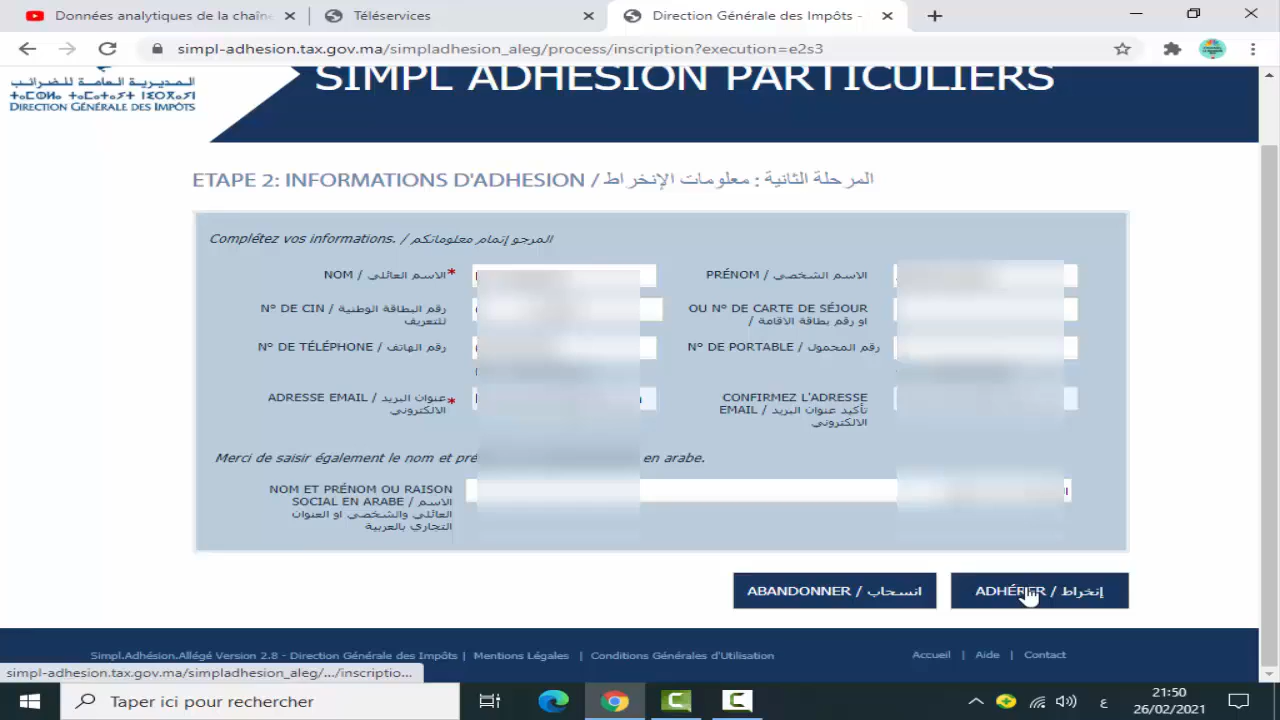 Données analytiques de la chaîn
Téléservices
Direction Générale des Impôts -
simpl-adhesion.tax.gov.ma/simpladhesion_aleg/process/inscription?execution=e2s3
المديرية العامة للضرائب
DIRECTION GÉNÉRALE DES IMPÔTS
SIMPL ADHESION PARTICULIERS
ETAPE 2: INFORMATIONS D'ADHESION / المرحلة الثانية : معلومات الإنخراط
Complétez vos informations. / المرجو إتمام معلوماتكم
NOM / الاسم العائلي*
PRÉNOM / الاسم الشخصي
N° DE CIN / رقم البطاقة الوطنية
للتعريف
OU N° DE CARTE DE SÉJOUR
/ او رقم بطاقة الاقامة
N° DE TÉLÉPHONE / رقم الهاتف
N° DE PORTABLE / رقم المحمول
ADRESSE EMAIL / عنوان البريد
الالكتروني*
CONFIRMEZ L'ADRESSE
EMAIL / تأكيد عنوان البريد
الالكتروني
Merci de saisir également le nom et pré
en arabe.
NOM ET PRÉNOM OU RAISON
SOCIAL EN ARABE / الاسم
العائلي والشخصي او العنوان
التجاري بالعربية
ABANDONNER / انسحاب
ADHÉRER / إنخراط
Simpl.Adhésion.Allégé Version 2.8 - Direction Générale des Impôts | Mentions Légales | Conditions Générales d'Utilisation
Accueil | Aide | Contact
simpl-adhesion.tax.gov.ma/simpladhesion_aleg/.../inscriptio...
Taper ici pour rechercher
ع
21:50
26/02/2021